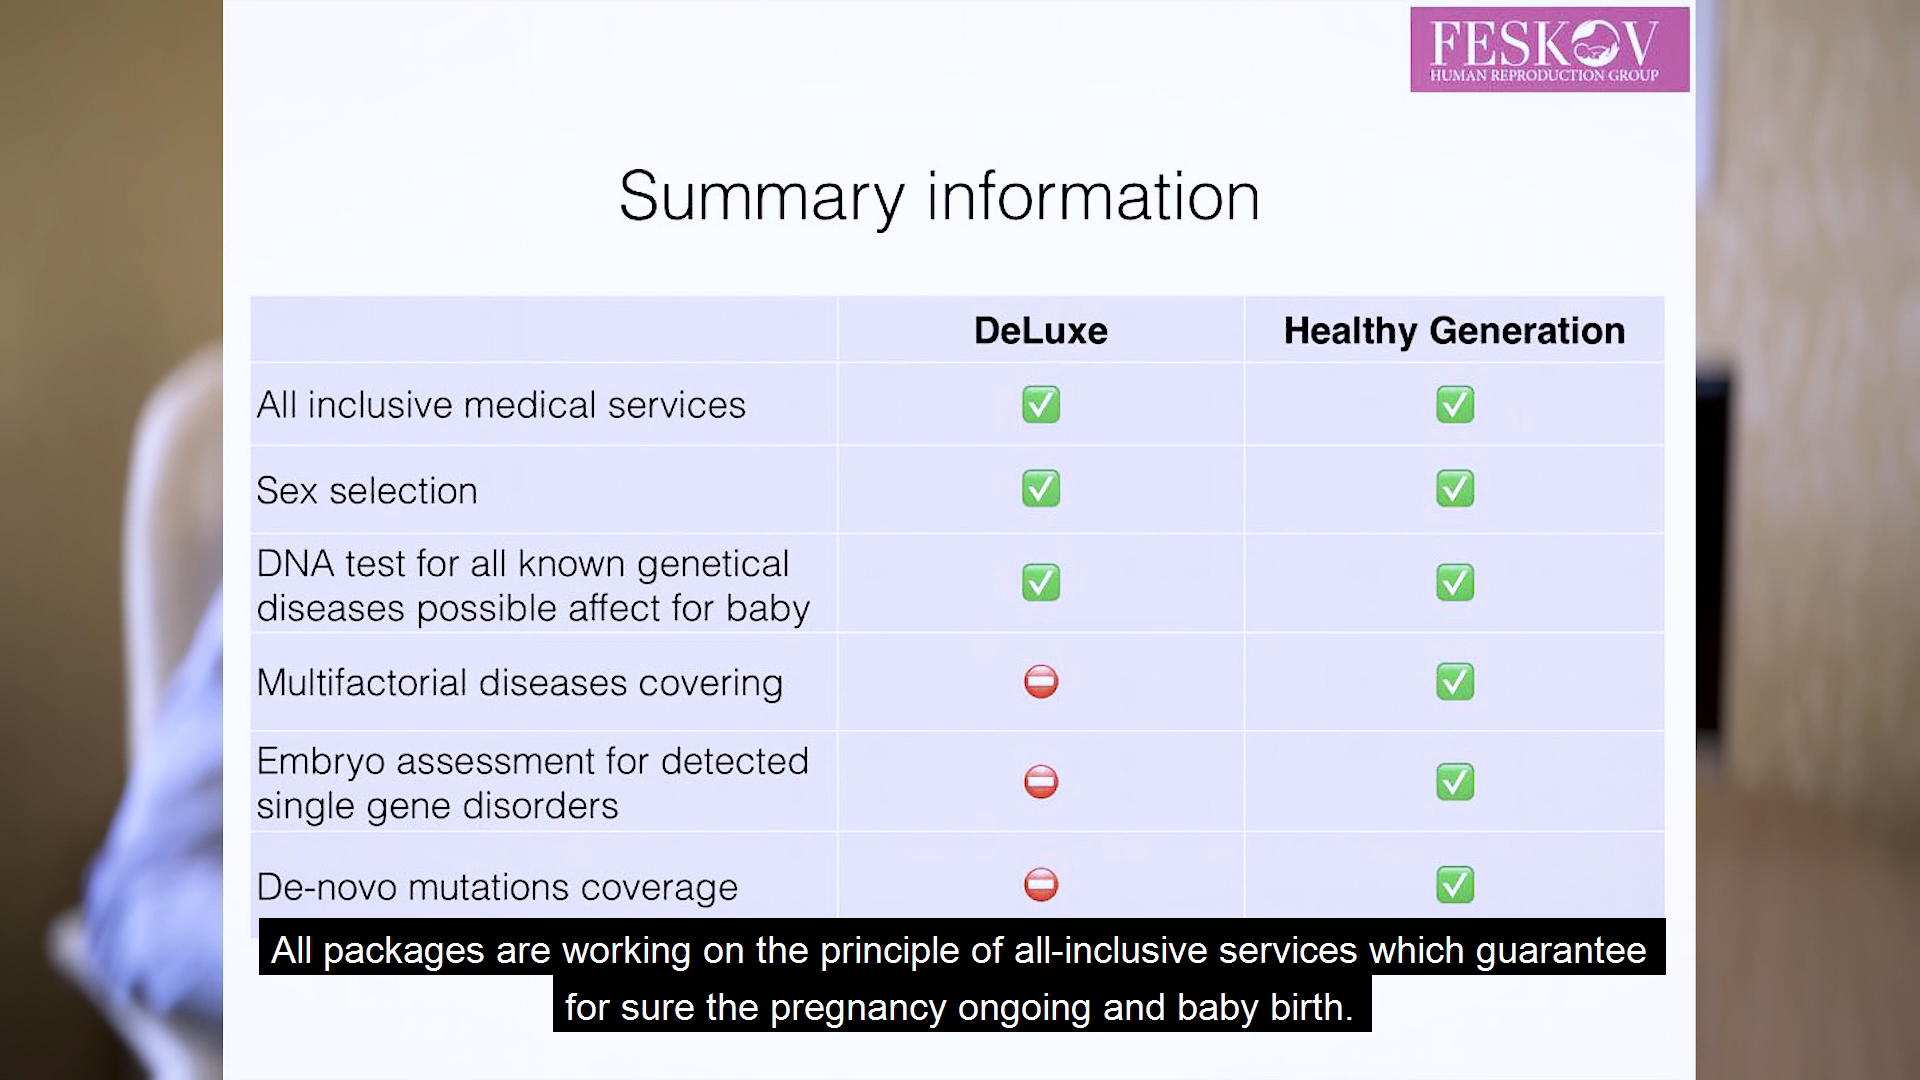 FESKOV
HUMAN REPRODUCTION GROUP
Summary information
DeLuxe
Healthy Generation
All inclusive medical services
Sex selection
DNA test for all known genetical
diseases possible affect for baby
Multifactorial diseases covering
Embryo assessment for detected
single gene disorders
De-novo mutations coverage
All packages are working on the principle of all-inclusive services which guarantee
for sure the pregnancy ongoing and baby birth.